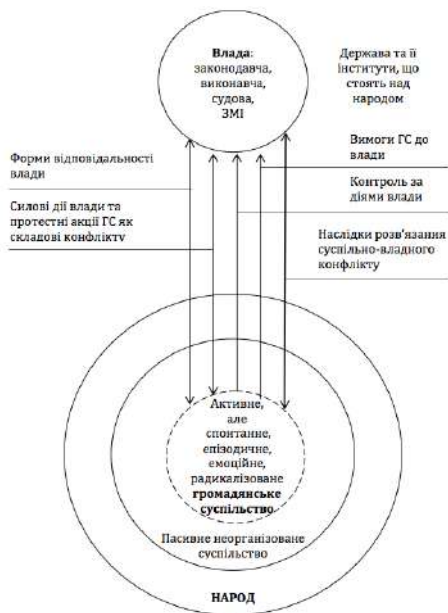 Влада:
законодавча,
виконавча,
судова,
ЗМІ
Держава та її
інститути, що
стоять над
народом
Форми відповідальності
влади
Силові дії влади та
протестні акції ГС як
складові конфлікту
Вимоги ГС до
влади
Контроль за
діями влади
Наслідки розв'язання
суспільно-владного
конфлікту
Активне,
але
спонтанне,
епізодичне,
емоційне,
радикалізоване
громадянське
суспільство
Пасивне неорганізоване
суспільство
НАРОД